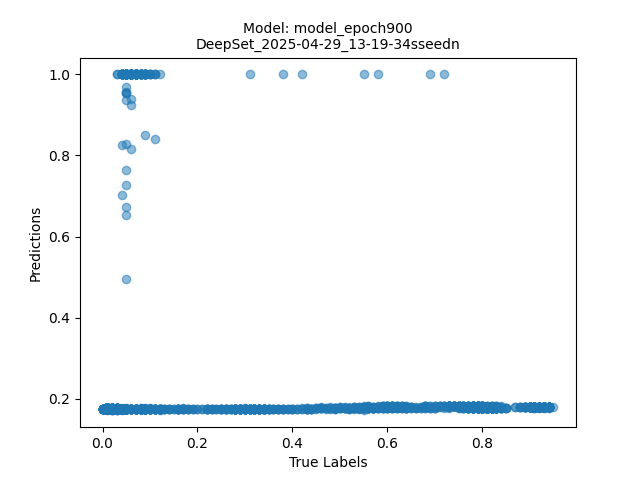 Model: model_epoch900
DeepSet_2025-04-29_13-19-34sseedn
1.0
0.8
0.6
0.4
0.2
Predictions
0.0 0.2 0.4 0.6 0.8
True Labels